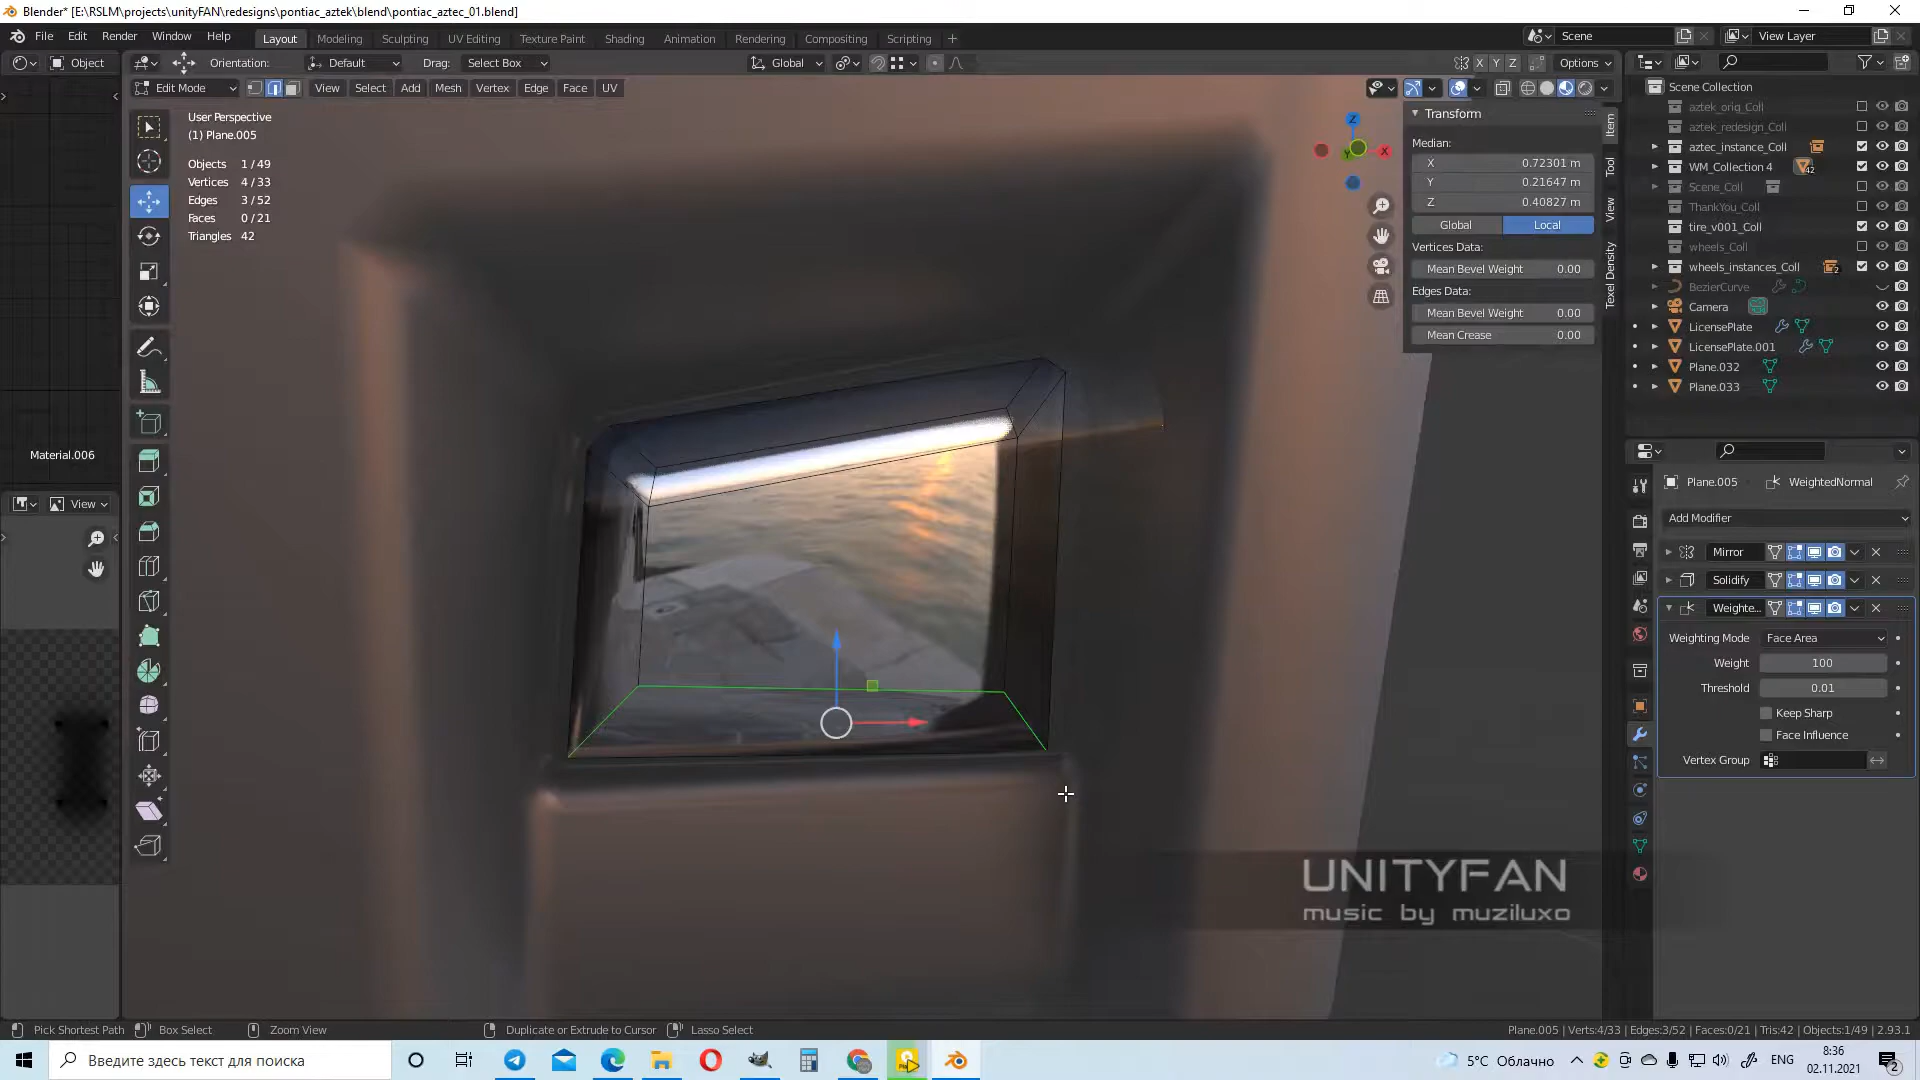 Blender* [E:\RSLM\projects\unityFAN\redesigns\pontiac_aztek\blend\pontiac_aztec_01.blend]
File Edit Render Window Help
Layout Modeling Sculpting UV Editing Texture Paint Shading Animation Rendering Compositing Scripting
Scene
View Layer
Object
Orientation: Default Drag: Select Box
Global
X Y Z Options
Edit Mode
View Select Add Mesh Vertex Edge Face UV
User Perspective
(1) Plane.005
Objects 1 / 49
Vertices 4 / 33
Edges 3 / 52
Faces 0 / 21
Triangles 42
Z
X
Y
Transform
Median:
X 0.72301 m
Y 0.21647 m
Z 0.40827 m
Global Local
Vertices Data:
Mean Bevel Weight 0.00
Edges Data:
Mean Bevel Weight 0.00
Mean Crease 0.00
Item
Tool
View
Texel Density
Scene Collection
aztek_orig_Coll
aztek_redesign_Coll
aztec_instance_Coll
WM_Collection 4
42
Scene_Coll
ThankYou_Coll
tire_v001_Coll
wheels_Coll
wheels_instances_Coll
2
BezierCurve
Camera
LicensePlate
LicensePlate.001
Plane.032
Plane.033
Material.006
View
Plane.005 WeightedNormal
Add Modifier
Mirror
Solidify
Weighte...
Weighting Mode Face Area
Weight 100
Threshold 0.01
Keep Sharp
Face Influence
Vertex Group
UNITYFAN
music by muziluxo
Pick Shortest Path Box Select Zoom View Duplicate or Extrude to Cursor Lasso Select
Plane.005 | Verts:4/33 | Edges:3/52 | Faces:0/21 | Tris:42 | Objects:1/49 | 2.93.1
Введите здесь текст для поиска
5°C Облачно
ENG
8:36
02.11.2021
2